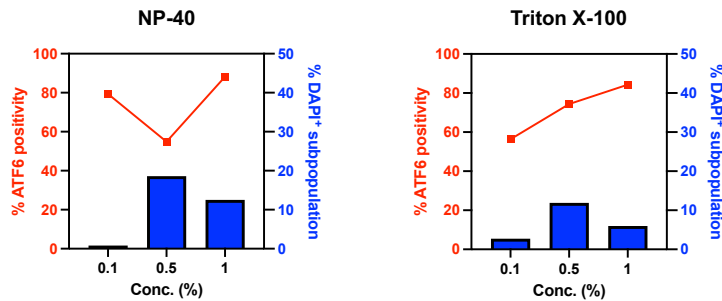 NP-40
% ATF6 positivity
100
80
60
40
20
0
50
40
30
20
10
0
% DAPI⁺ subpopulation
0.1 0.5 1
Conc. (%)
Triton X-100
% ATF6 positivity
100
80
60
40
20
0
50
40
30
20
10
0
% DAPI⁺ subpopulation
0.1 0.5 1
Conc. (%)